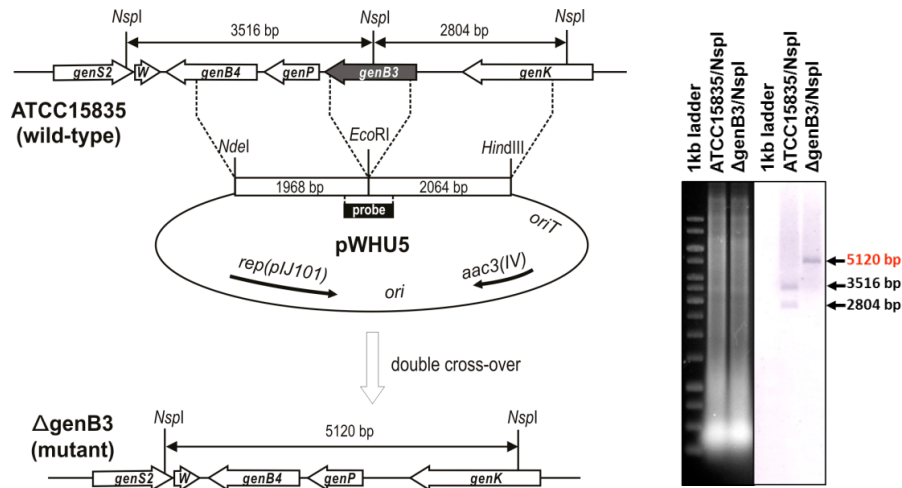 NspI NspI NspI
3516 bp 2804 bp
genS2 W genB4 genP genB3 genK
ATCC15835
(wild-type)
NdeI EcoRI HindIII
1968 bp 2064 bp
probe
oriT
pWHU5
rep(pIJ101) ori aac3(IV)
double cross-over
ΔgenB3
(mutant)
NspI NspI
5120 bp
genS2 W genB4 genP genK
1kb ladder
ATCC15835/NspI
ΔgenB3/NspI
1kb ladder
ATCC15835/NspI
ΔgenB3/NspI
5120 bp
3516 bp
2804 bp